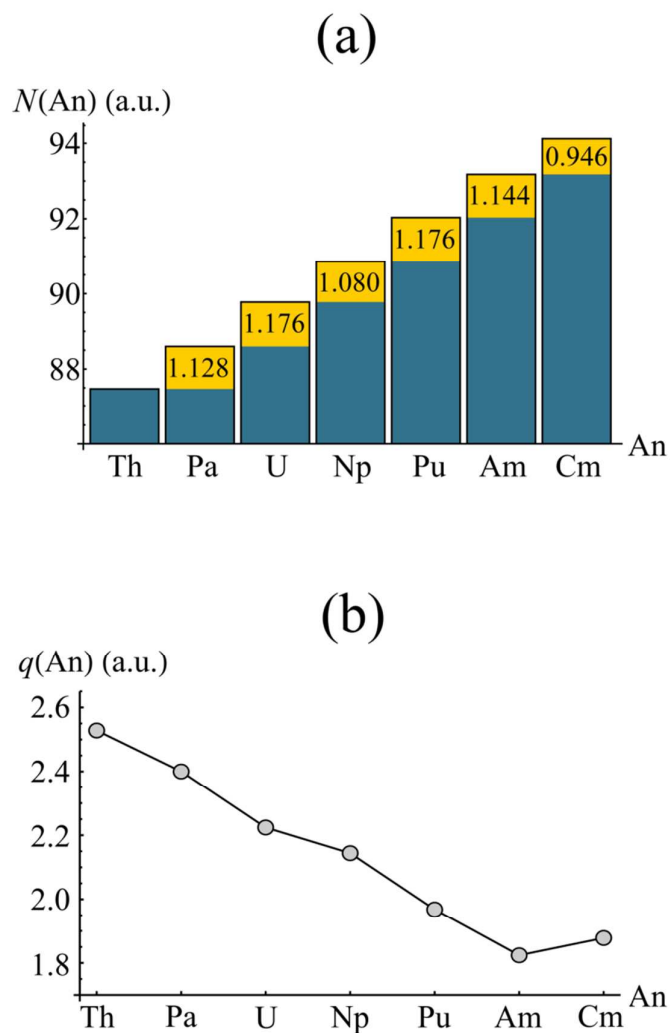 (a)
N(An) (a.u.)
94
92
90
88
1.128
1.176
1.080
1.176
1.144
0.946
Th Pa U Np Pu Am Cm An
(b)
q(An) (a.u.)
2.6
2.4
2.2
2.0
1.8
Th Pa U Np Pu Am Cm An